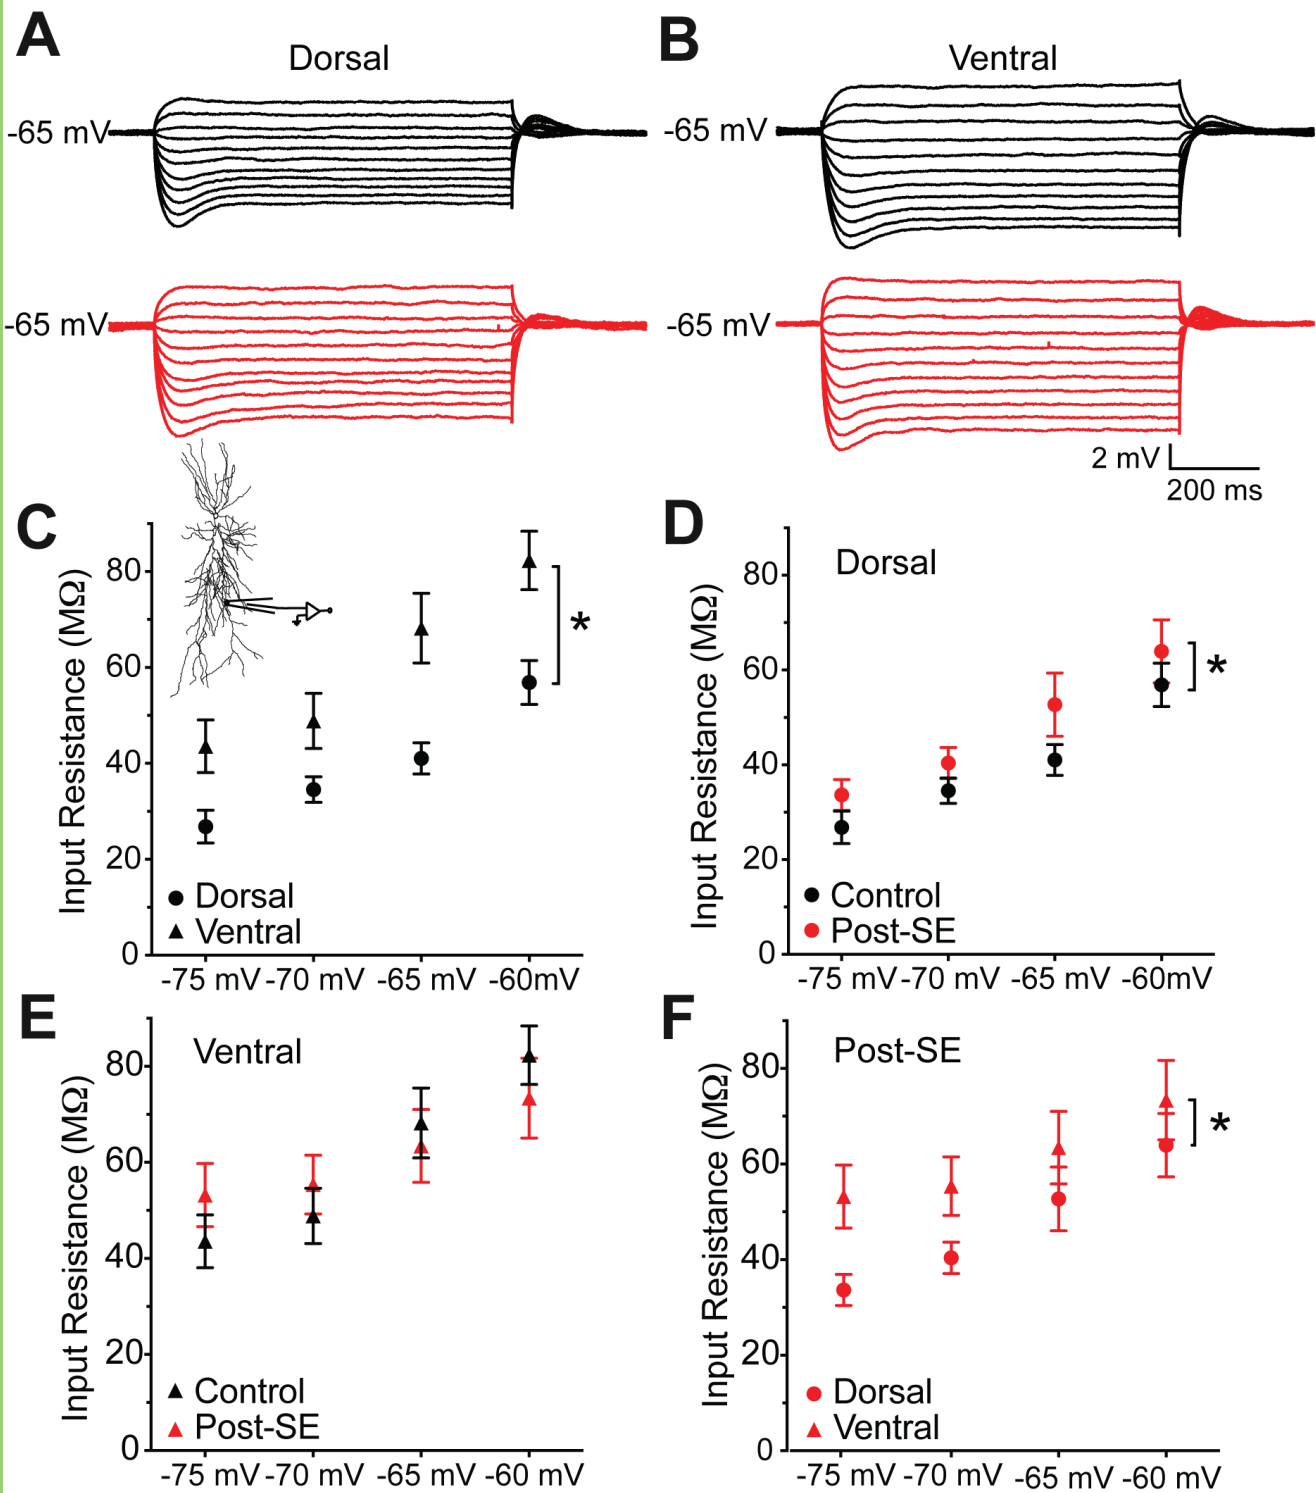 A
Dorsal
-65 mV
-65 mV
B
Ventral
-65 mV
-65 mV
2 mV
200 ms
C
Input Resistance (MΩ)
80
60
40
20
0
*
Dorsal
Ventral
-75 mV -70 mV -65 mV -60mV
D
Dorsal
Input Resistance (MΩ)
80
60
40
20
0
*
Control
Post-SE
-75 mV -70 mV -65 mV -60mV
E
Ventral
Input Resistance (MΩ)
80
60
40
20
0
Control
Post-SE
-75 mV -70 mV -65 mV -60 mV
F
Post-SE
Input Resistance (MΩ)
80
60
40
20
0
*
Dorsal
Ventral
-75 mV -70 mV -65 mV -60 mV